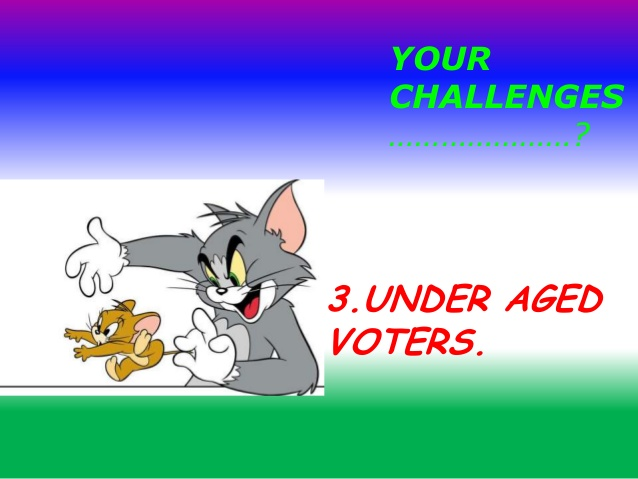 YOUR
CHALLENGES
…………………?
3.UNDER AGED
VOTERS.